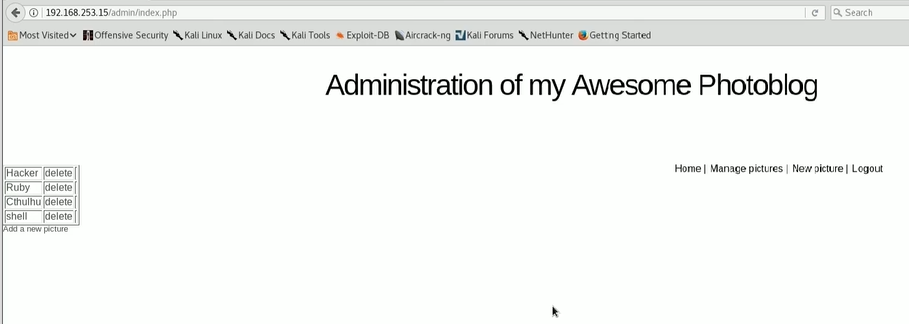 192.168.253.15/admin/index.php Search
Most Visited Offensive Security Kali Linux Kali Docs Kali Tools Exploit-DB Aircrack-ng Kali Forums NetHunter Gettng Started
Administration of my Awesome Photoblog
Home | Manage pictures | New picture | Logout
Hacker delete
Ruby delete
Cthulhu delete
shell delete
Add a new picture